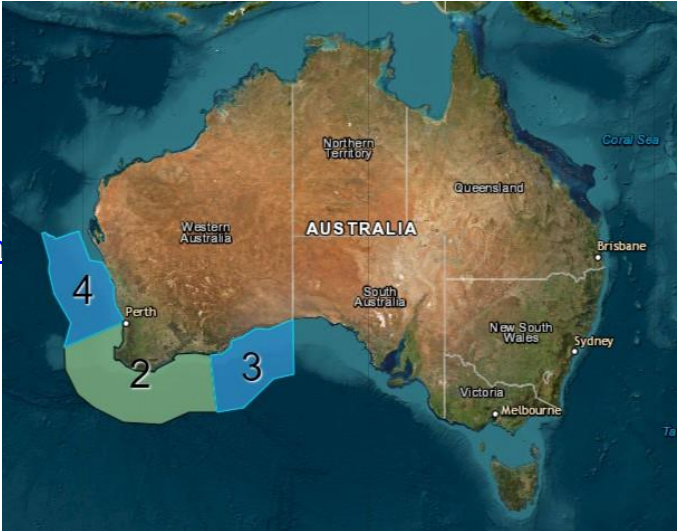 Coral Sea
Northern
Territory
Queensland
Western
Australia
AUSTRALIA
Brisbane
4
South
Australia
Perth
New South
Wales
Sydney
3
2
Victoria
Melbourne
Ta